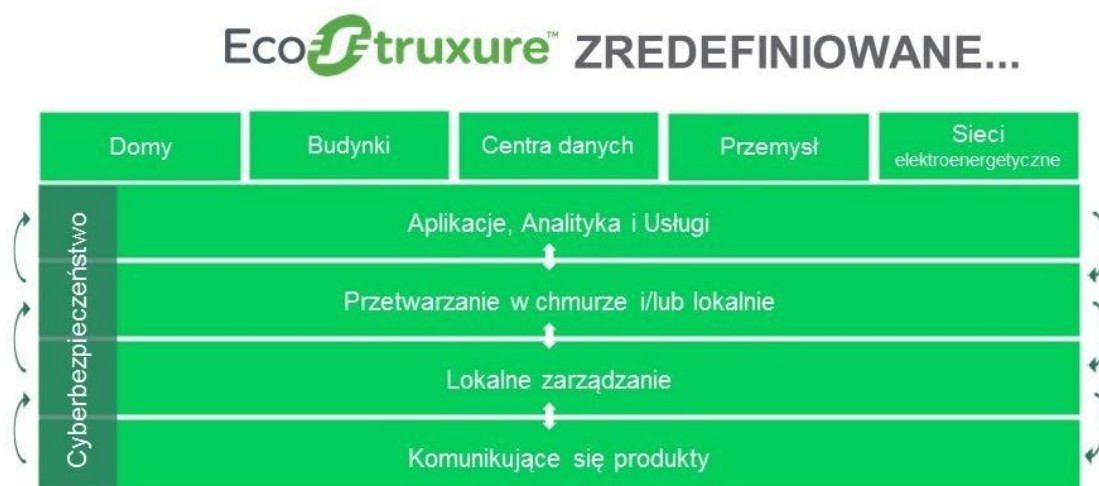 EcoStruxure™ ZREDEFINIOWANE...
Domy
Budynki
Centra danych
Przemysł
Sieci
elektroenergetyczne
Cyberbezpieczeństwo
Aplikacje, Analityka i Usługi
Przetwarzanie w chmurze i/lub lokalnie
Lokalne zarządzanie
Komunikujące się produkty